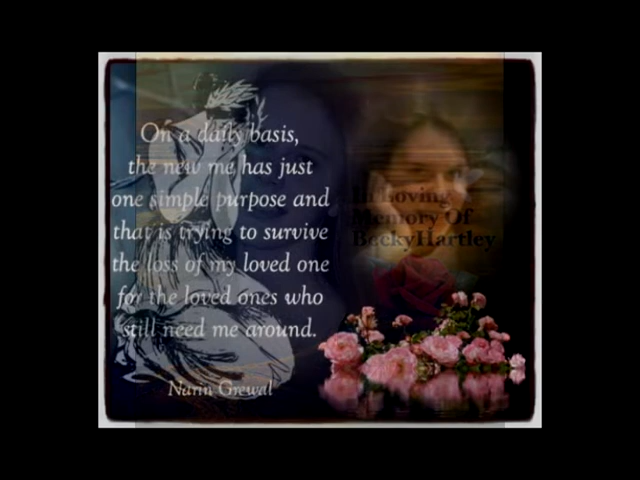 On a daily basis,
the new me has just
one simple purpose and
that is trying to survive
the loss of my loved one
for the loved ones who
still need me around.
Narin Grewal
In Loving
Memory Of
BeckyHartley